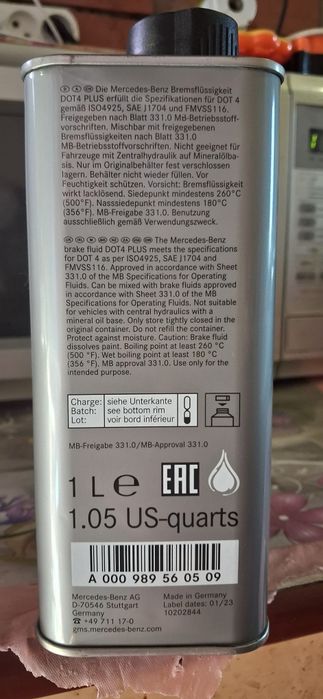 Die Mercedes-Benz Bremsflüssigkeit
DOT4 PLUS erfüllt die Spezifikationen für DOT 4
gemäß ISO4925, SAE J1704 und FMVSS116.
Freigegeben nach Blatt 331.0 MB-Betriebsstoff-
vorschriften. Mischbar mit freigegebenen
Bremsflüssigkeiten nach Blatt 331.0
MB-Betriebsstoffvorschriften. Nicht geeignet für
Fahrzeuge mit Zentralhydraulik auf Mineralölba-
sis. Nur im Originalbehälter fest verschlossen
lagern. Behälter nicht wieder füllen. Vor
Feuchtigkeit schützen. Vorsicht: Bremsflüssigkeit
wirkt lacklösend. Siedepunkt mindestens 260°C
(500°F). Nasssiedepunkt mindestens 180°C
(356°F). MB-Freigabe 331.0. Benutzung
ausschließlich gemäß Verwendungszweck.
The Mercedes-Benz
brake fluid DOT4 PLUS meets the specifications
for DOT 4 as per ISO4925, SAE J1704 and
FMVSS116. Approved in accordance with Sheet
331.0 of the MB Specifications for Operating
Fluids. Can be mixed with brake fluids approved
in accordance with Sheet 331.0 of the MB
Specifications for Operating Fluids. Not suitable
for vehicles with central hydraulics with a
mineral oil base. Only store tightly closed in the
original container. Do not refill the container.
Protect against moisture. Caution: Brake fluid
dissolves paint. Boiling point at least 260 °C
(500 °F). Wet boiling point at least 180 °C
(356 °F). MB approval 331.0. Use only for the
intended purpose.
Charge: siehe Unterkante
Batch: see bottom rim
Lot: voir bord inférieur
MB-Freigabe 331.0/MB-Approval 331.0
1 L e EAC
1.05 US-quarts
A 000 989 56 05 09
Mercedes-Benz AG
D-70546 Stuttgart
Germany
☎ +49 711 17-0
gms.mercedes-benz.com
Made in Germany
Label dates: 01/23
10202844